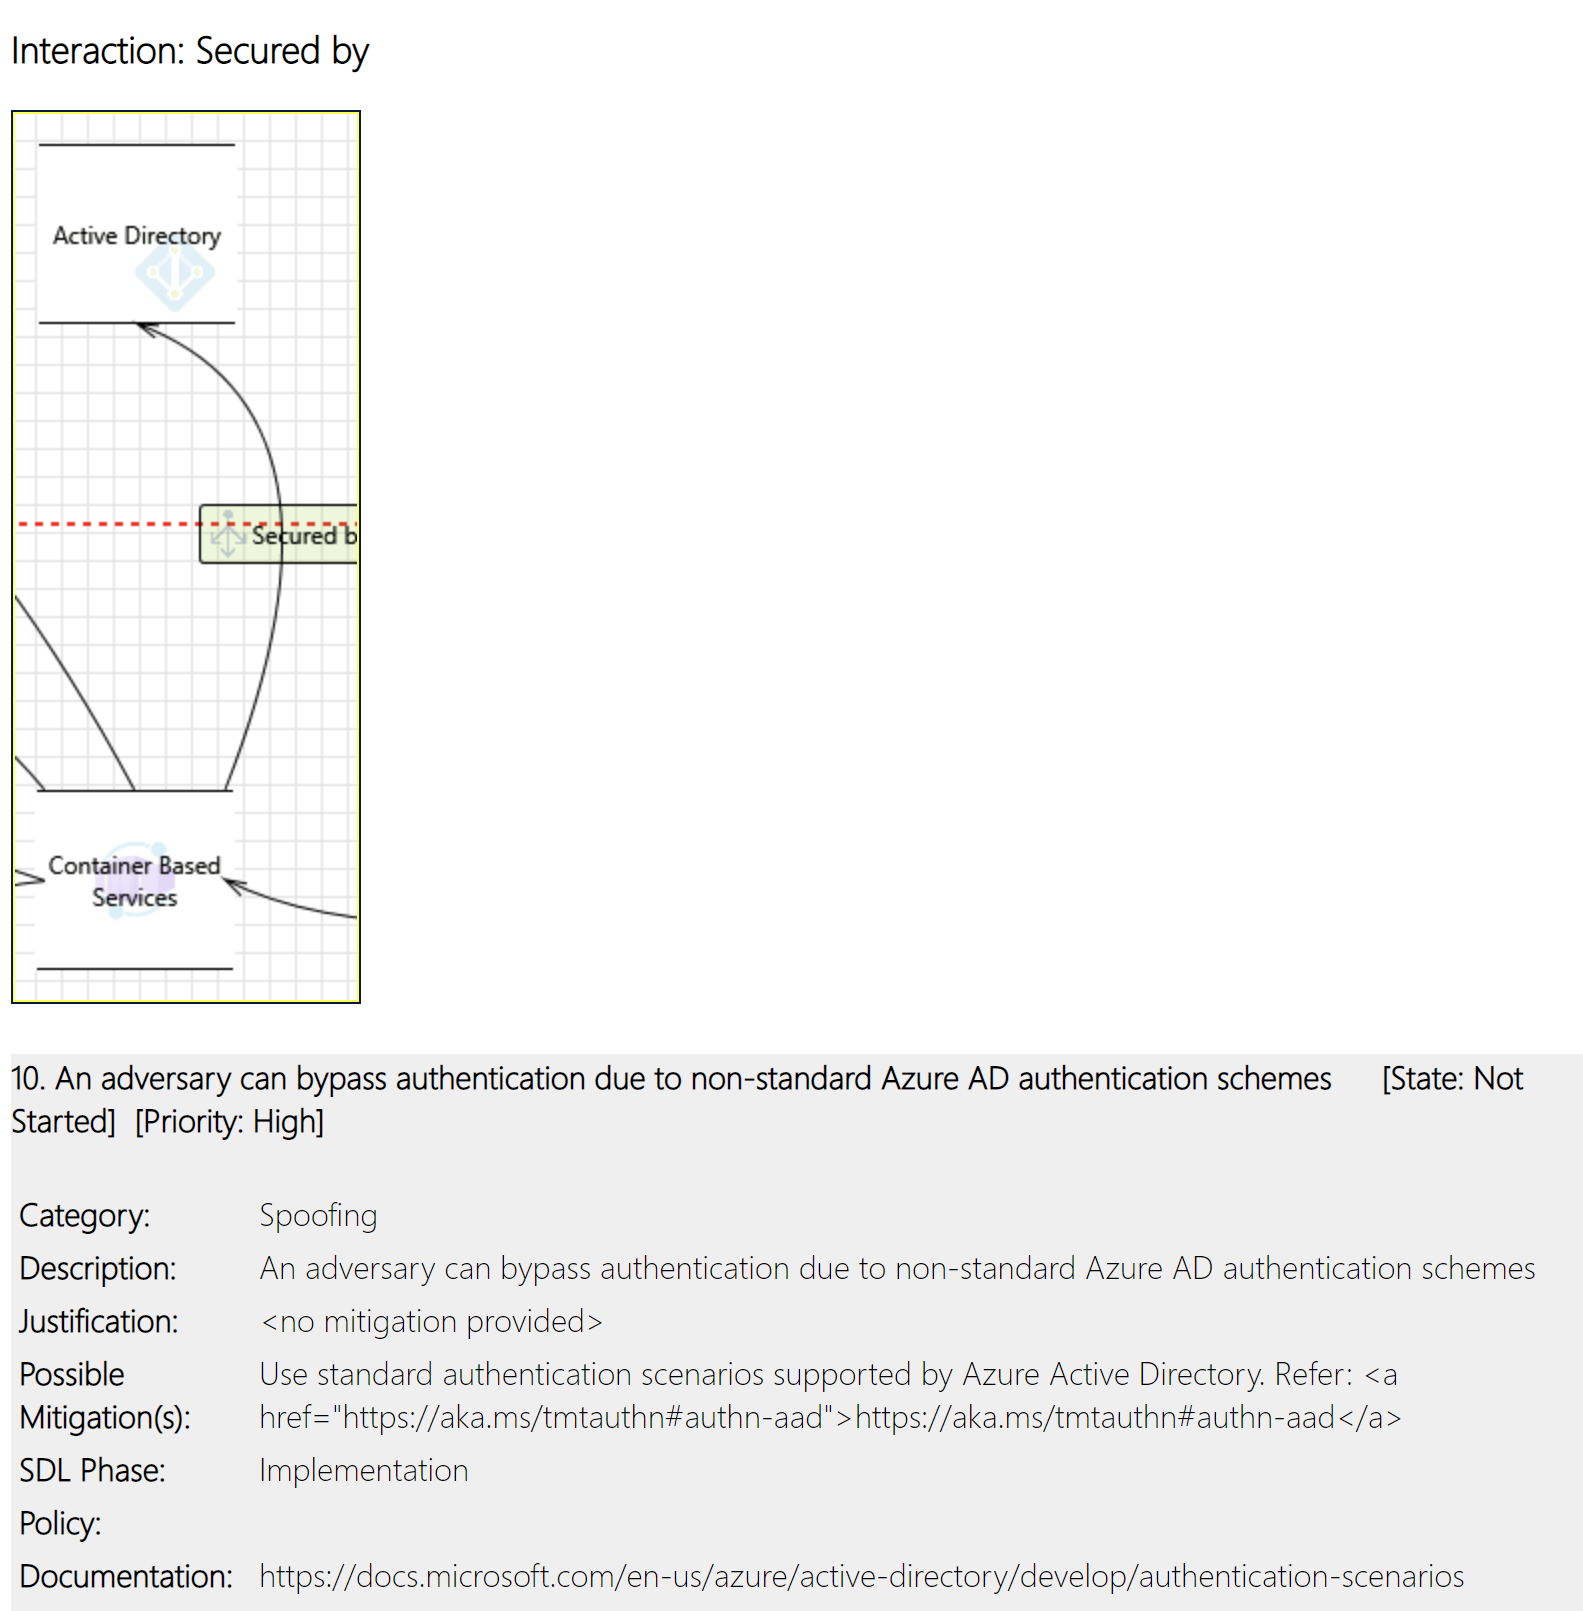 Interaction: Secured by
Active Directory
Secured b
Container Based
Services
10. An adversary can bypass authentication due to non-standard Azure AD authentication schemes [State: Not
Started] [Priority: High]
Category: Spoofing
Description: An adversary can bypass authentication due to non-standard Azure AD authentication schemes
Justification: <no mitigation provided>
Possible Use standard authentication scenarios supported by Azure Active Directory. Refer: <a
Mitigation(s): href="https://aka.ms/tmtauthn#authn-aad">https://aka.ms/tmtauthn#authn-aad</a>
SDL Phase: Implementation
Policy:
Documentation: https://docs.microsoft.com/en-us/azure/active-directory/develop/authentication-scenarios